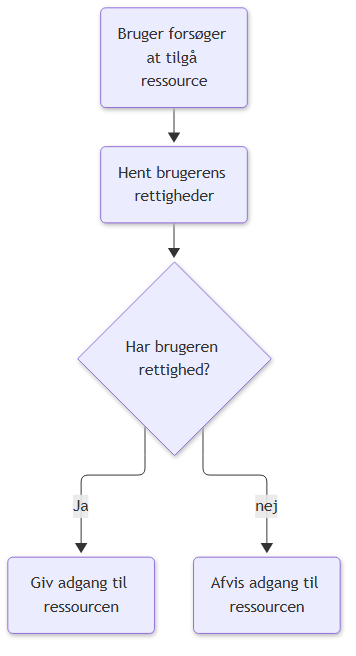 Bruger forsøger
at tilgå
ressource
Hent brugerens
rettigheder
Har brugeren
rettighed?
Ja
nej
Giv adgang til
ressourcen
Afvis adgang til
ressourcen